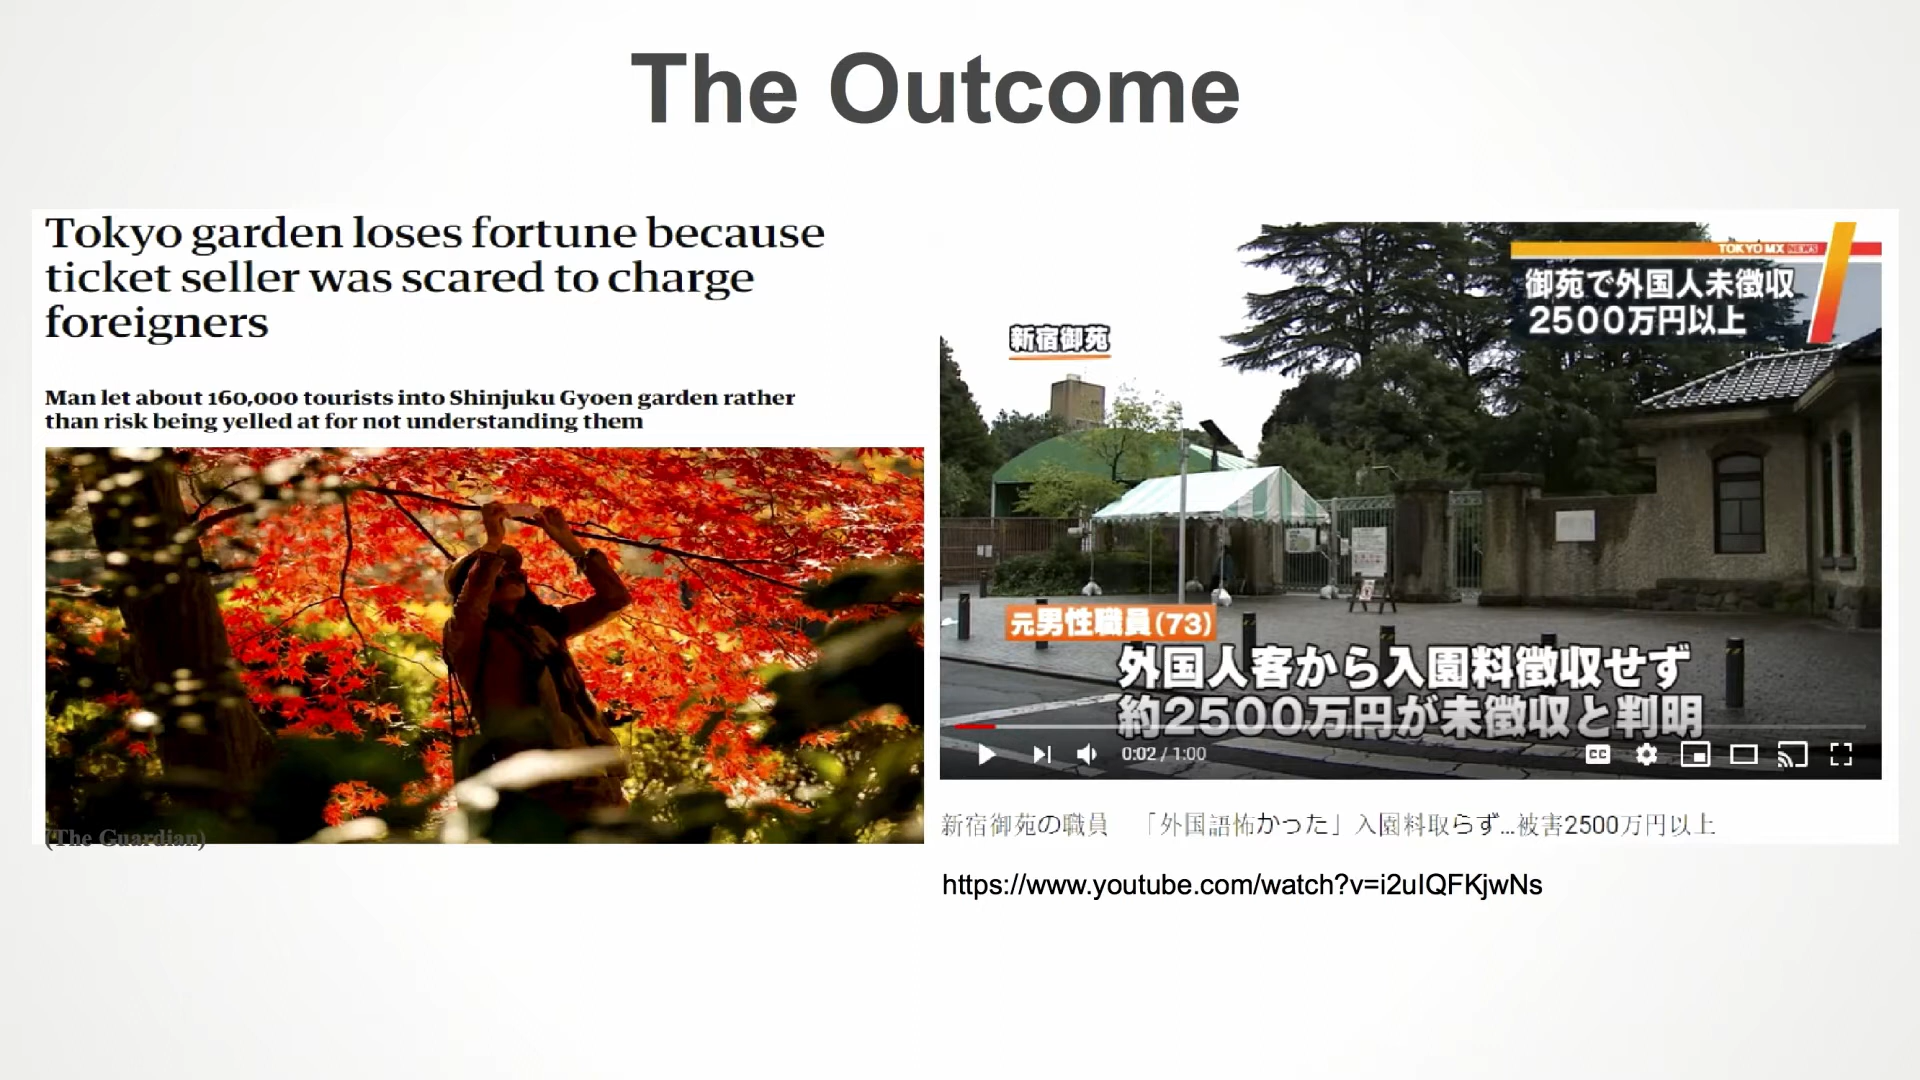 The Outcome
Tokyo garden loses fortune because
ticket seller was scared to charge
foreigners
Man let about 160,000 tourists into Shinjuku Gyoen garden rather
than risk being yelled at for not understanding them
(The Guardian)
TOKYO MX NEWS
御苑で外国人未徴収
2500万円以上
新宿御苑
元男性職員(73)
外国人客から入園料徴収せず
約2500万円が未徴収と判明
0:02 / 1:00
CC
新宿御苑の職員 「外国語怖かった」入園料取らず...被害2500万円以上
https://www.youtube.com/watch?v=i2uIQFKjwNs